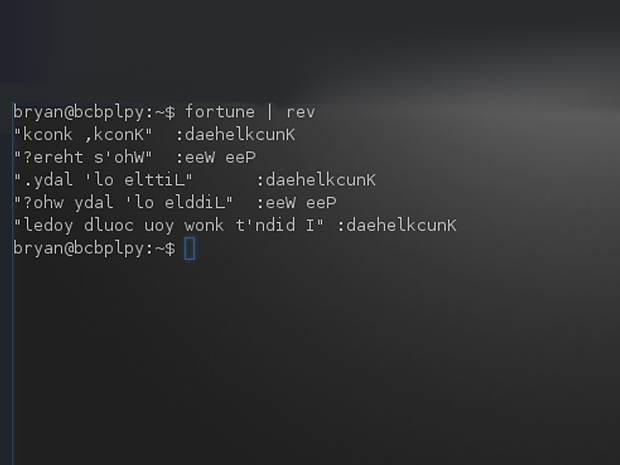 bryan@bcbplpy:~$ fortune | rev
"kconk ,kconK"  :daehelkcunK
"?ereht s'ohW"  :eeW eeP
".ydal 'lo elttiL"      :daehelkcunK
"?ohw ydal 'lo elddiL"  :eeW eeP
"ledoy dluoc uoy wonk t'ndid I" :daehelkcunK
bryan@bcbplpy:~$